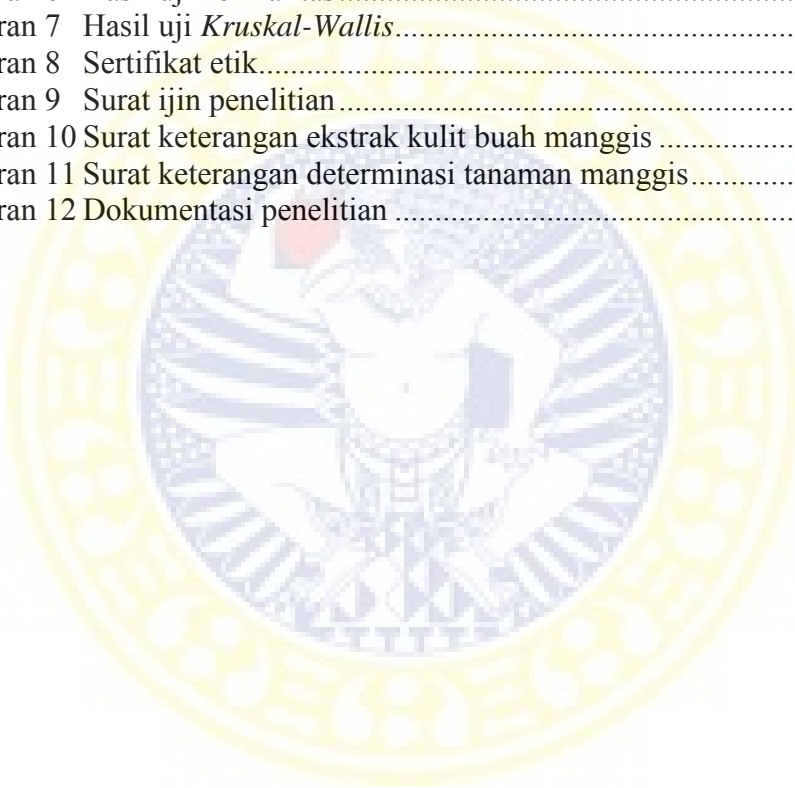 ran 7 Hasil uji Kruskal-Wallis................................................................
ran 8 Sertifikat etik.......................................................................................
ran 9 Surat ijin penelitian...........................................................................
ran 10 Surat keterangan ekstrak kulit buah manggis ....................
ran 11 Surat keterangan determinasi tanaman manggis...............
ran 12 Dokumentasi penelitian ...........................................................